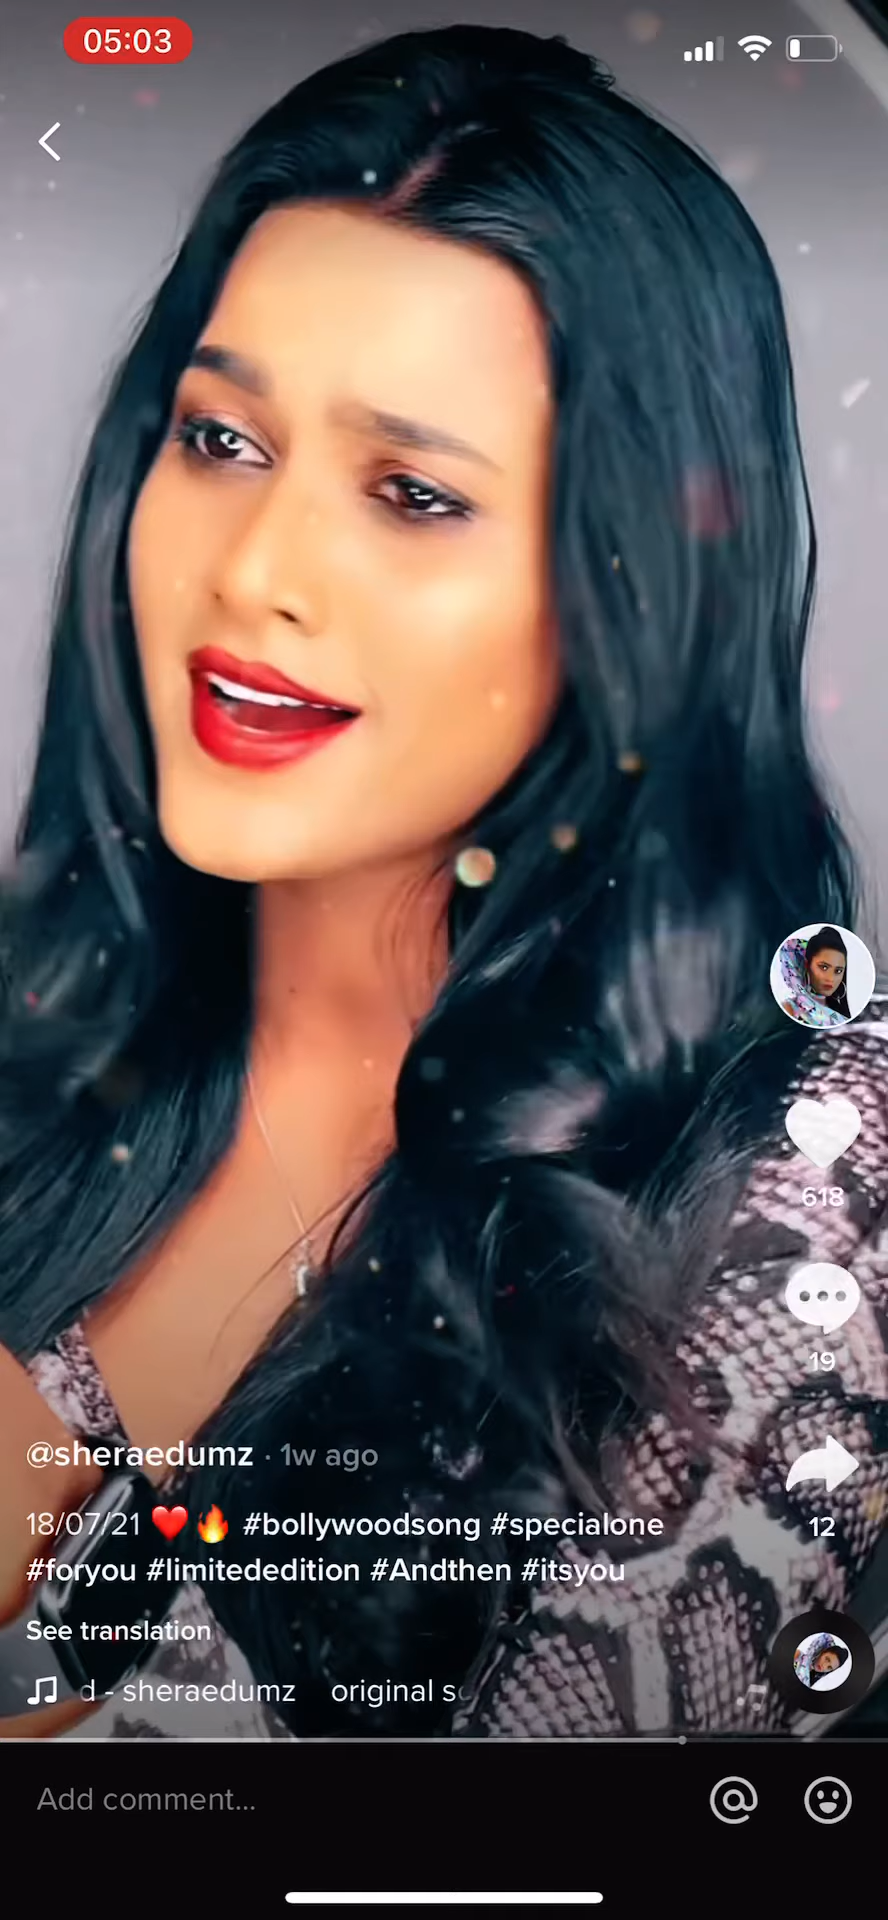 05:03
618
19
@sheraedumz · 1w ago
18/07/21 ❤️🔥 #bollywoodsong #specialone
12
#foryou #limitededition #Andthen #itsyou
See translation
d - sheraedumz original s
Add comment...